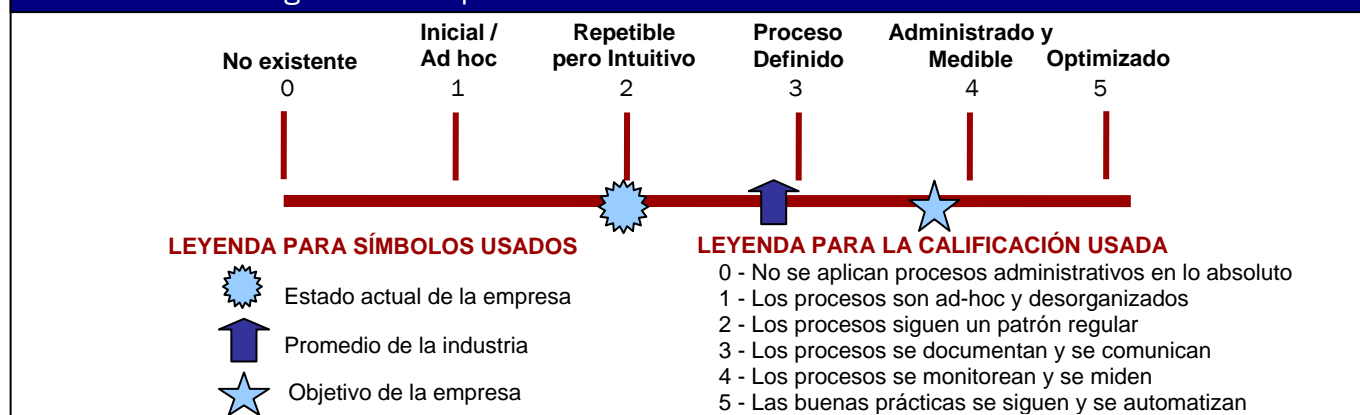 Inicial / Repetible Proceso Administrado y
No existente Ad hoc pero Intuitivo Definido Medible Optimizado
0 1 2 3 4 5
LEYENDA PARA SÍMBOLOS USADOS
Estado actual de la empresa
Promedio de la industria
Objetivo de la empresa
LEYENDA PARA LA CALIFICACIÓN USADA
0 - No se aplican procesos administrativos en lo absoluto
1 - Los procesos son ad-hoc y desorganizados
2 - Los procesos siguen un patrón regular
3 - Los procesos se documentan y se comunican
4 - Los procesos se monitorean y se miden
5 - Las buenas prácticas se siguen y se automatizan